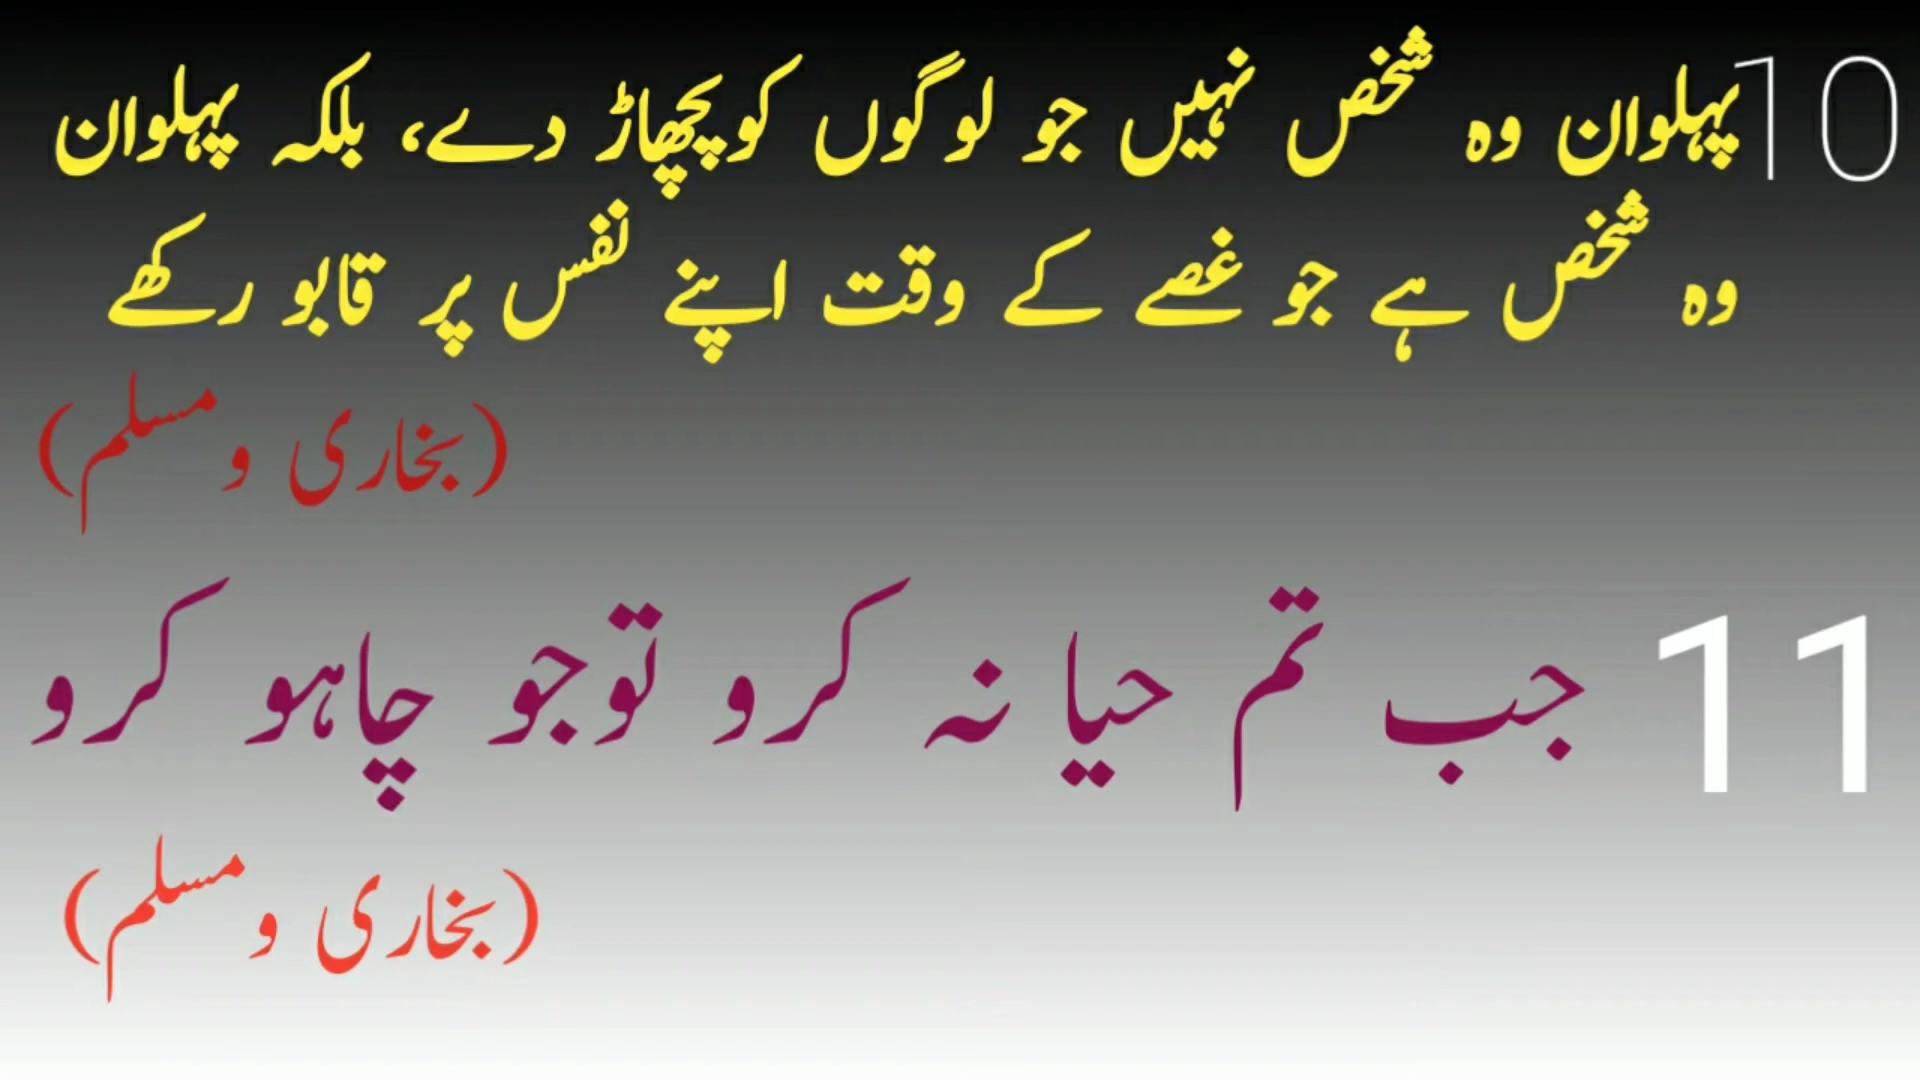 10 پہلوان وہ شخص نہیں جو لوگوں کو پچھاڑ دے، بلکہ پہلوان
وہ شخص ہے جو غصے کے وقت اپنے نفس پر قابو رکھے
(بخاری و مسلم)
11 جب تم حیا نہ کرو تو جو چاہو کرو
(بخاری و مسلم)